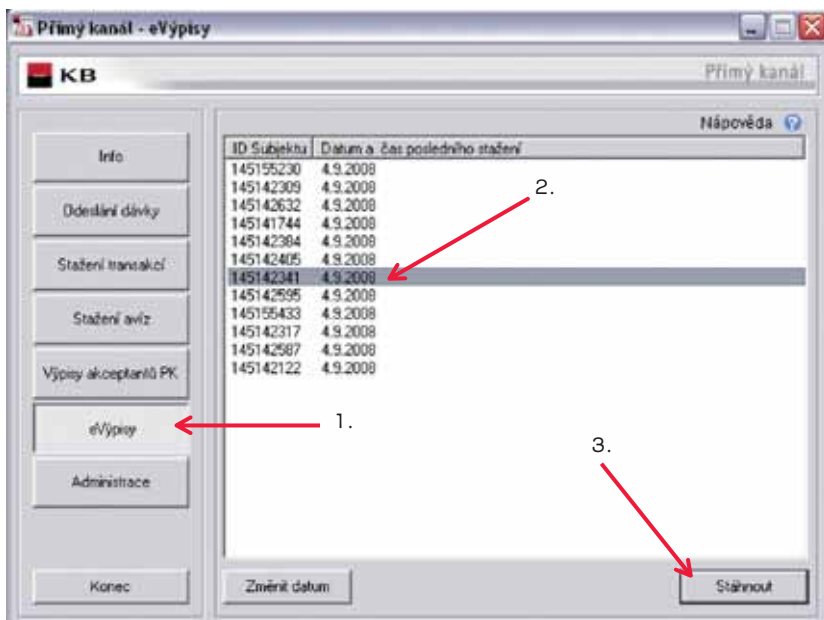 Přímý kanál - eVýpisy
KB
Přímý kanál
Nápověda
Info
Odeslání dávky
Stažení transakcí
Stažení avíz
Výpisy akceptantů PK
eVýpisy
Administrace
Konec
ID Subjektu Datum a čas posledního stažení
145155230 4.9.2008
145142309 4.9.2008
145142632 4.9.2008
145141744 4.9.2008
145142384 4.9.2008
145142405 4.9.2008
145142341 4.9.2008
145142595 4.9.2008
145155433 4.9.2008
145142317 4.9.2008
145142587 4.9.2008
145142122 4.9.2008
2.
1.
3.
Změnit datum
Stáhnout